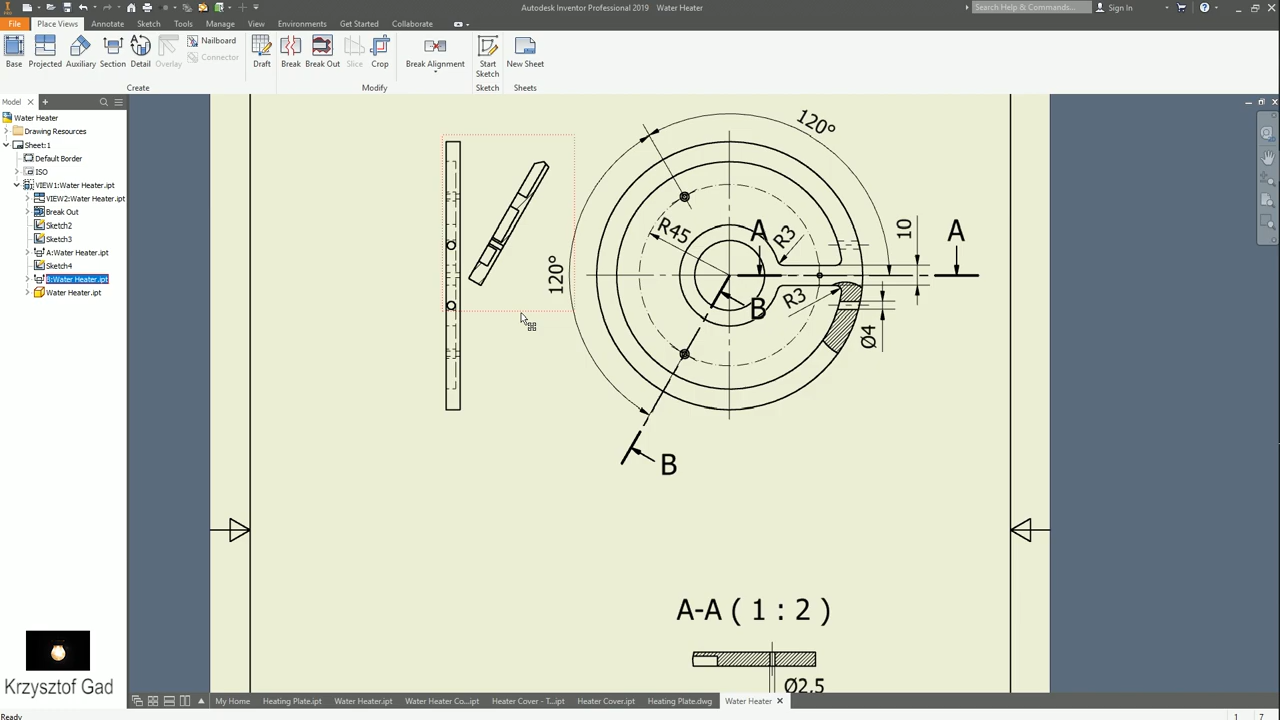 Autodesk Inventor Professional 2019 Water Heater
Search Help & Commands...
Sign In
File Place Views Annotate Sketch Tools Manage View Environments Get Started Collaborate
Base Projected Auxiliary Section Detail Overlay
Nailboard
Connector
Draft Break Break Out Slice Crop
Break Alignment
Start Sketch
New Sheet
Create Modify Sketch Sheets
Model
Water Heater
Drawing Resources
Sheet:1
Default Border
ISO
VIEW1:Water Heater.ipt
VIEW2:Water Heater.ipt
Break Out
Sketch2
Sketch3
A:Water Heater.ipt
Sketch4
B:Water Heater.ipt
Water Heater.ipt
120°
R45
A
R3
10
A
120°
R3
B
Ø4
B
A-A ( 1 : 2 )
Ø2.5
Krzysztof Gad
My Home Heating Plate.ipt Water Heater.ipt Water Heater Co...ipt Heater Cover - T...ipt Heater Cover.ipt Heating Plate.dwg Water Heater
Ready
1 7